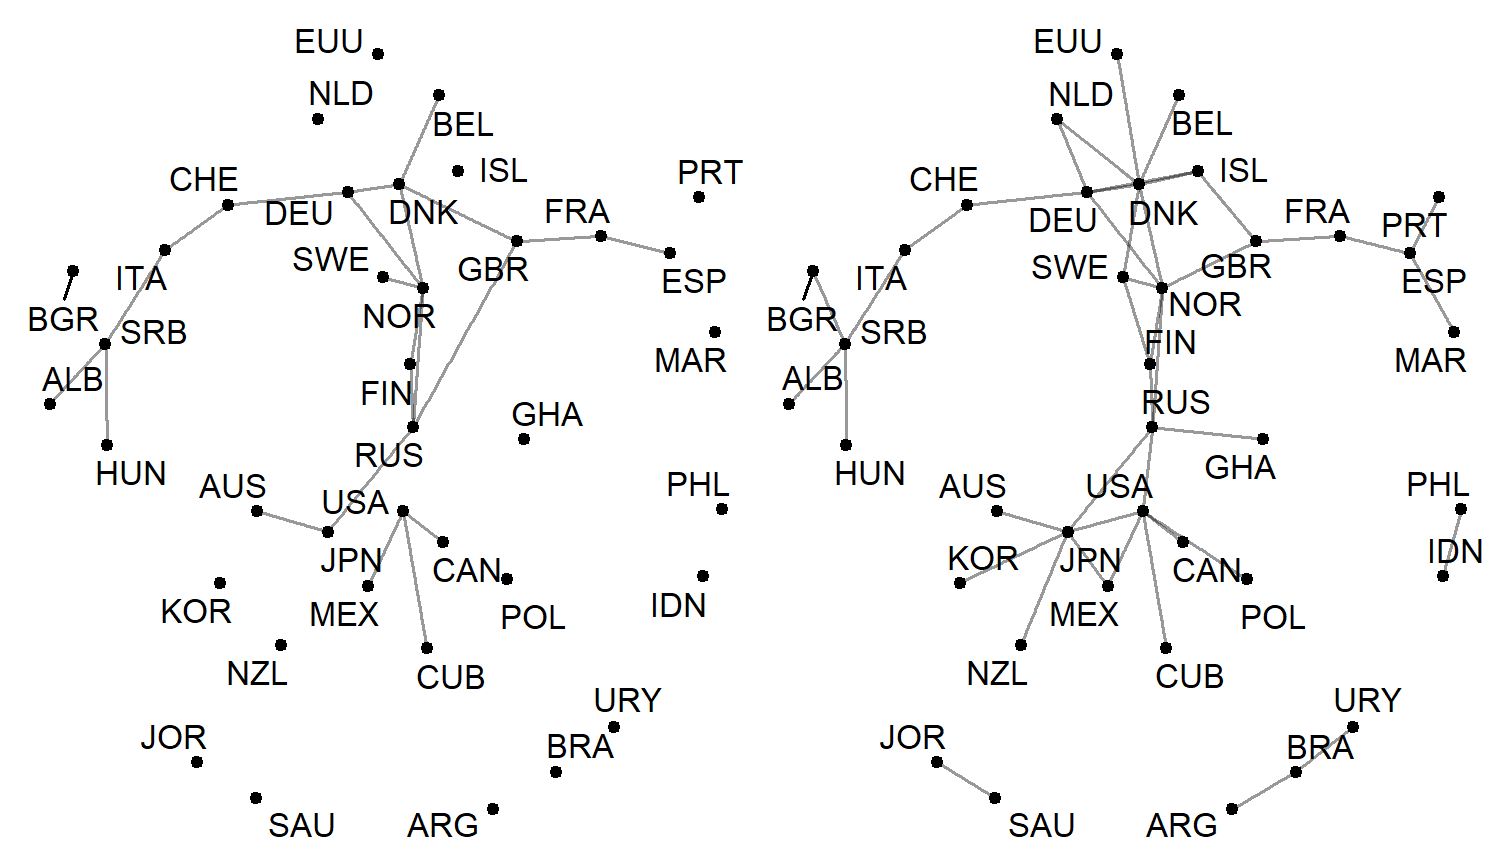 EUU
NLD
BEL
CHE
ISL
PRT
DEU
DNK
FRA
SWE
GBR
ITA
ESP
BGR
NOR
SRB
MAR
ALB
FIN
GHA
RUS
HUN
AUS
USA
PHL
JPN
CAN
KOR
MEX
POL
IDN
NZL
CUB
URY
JOR
BRA
SAU
ARG
EUU
NLD
BEL
CHE
ISL
DEU
DNK
FRA
PRT
SWE
GBR
ITA
ESP
NOR
BGR
SRB
FIN
MAR
ALB
RUS
HUN
GHA
AUS
USA
PHL
KOR
JPN
CAN
IDN
MEX
POL
NZL
CUB
URY
JOR
BRA
SAU
ARG